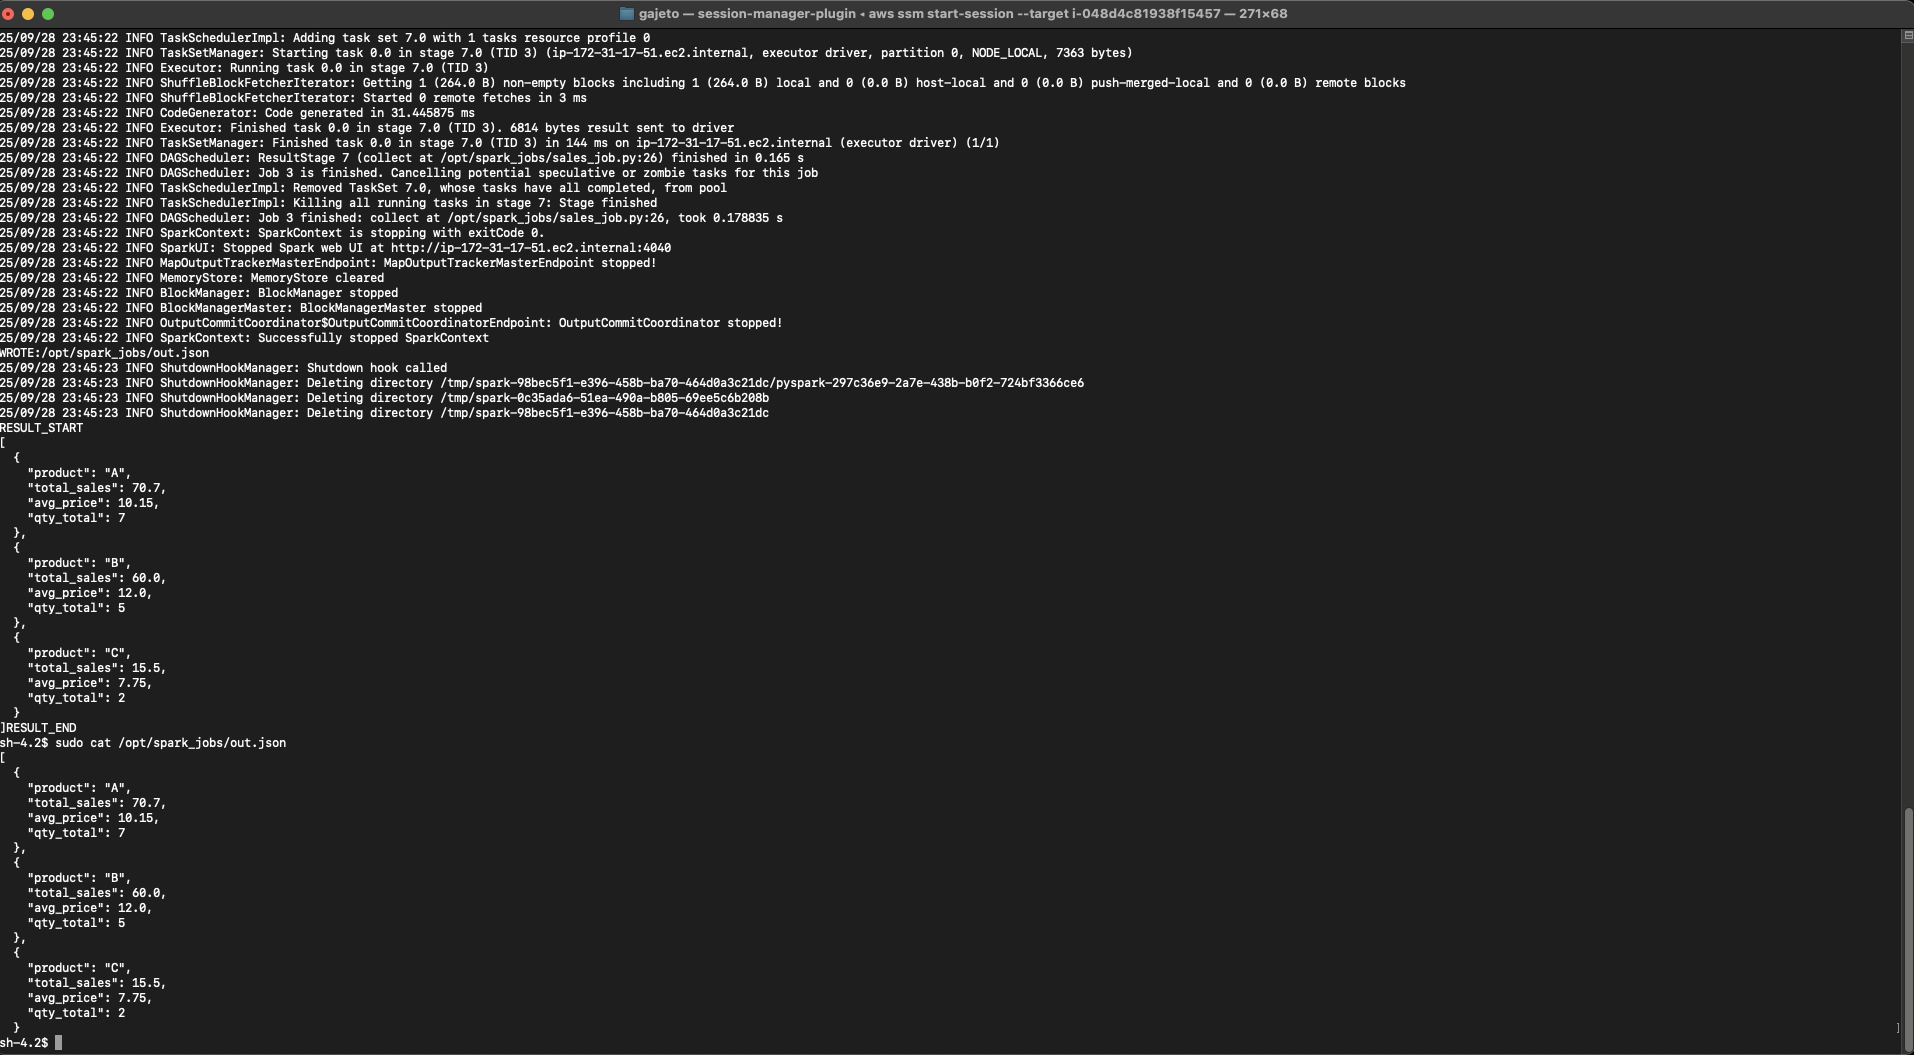 gajeto — session-manager-plugin ◂ aws ssm start-session --target i-048d4c81938f15457 — 271×68
25/09/28 23:45:22 INFO TaskSchedulerImpl: Adding task set 7.0 with 1 tasks resource profile 0
25/09/28 23:45:22 INFO TaskSetManager: Starting task 0.0 in stage 7.0 (TID 3) (ip-172-31-17-51.ec2.internal, executor driver, partition 0, NODE_LOCAL, 7363 bytes)
25/09/28 23:45:22 INFO Executor: Running task 0.0 in stage 7.0 (TID 3)
25/09/28 23:45:22 INFO ShuffleBlockFetcherIterator: Getting 1 (264.0 B) non-empty blocks including 1 (264.0 B) local and 0 (0.0 B) host-local and 0 (0.0 B) push-merged-local and 0 (0.0 B) remote blocks
25/09/28 23:45:22 INFO ShuffleBlockFetcherIterator: Started 0 remote fetches in 3 ms
25/09/28 23:45:22 INFO CodeGenerator: Code generated in 31.445875 ms
25/09/28 23:45:22 INFO Executor: Finished task 0.0 in stage 7.0 (TID 3). 6814 bytes result sent to driver
25/09/28 23:45:22 INFO TaskSetManager: Finished task 0.0 in stage 7.0 (TID 3) in 144 ms on ip-172-31-17-51.ec2.internal (executor driver) (1/1)
25/09/28 23:45:22 INFO DAGScheduler: ResultStage 7 (collect at /opt/spark_jobs/sales_job.py:26) finished in 0.165 s
25/09/28 23:45:22 INFO DAGScheduler: Job 3 is finished. Cancelling potential speculative or zombie tasks for this job
25/09/28 23:45:22 INFO TaskSchedulerImpl: Removed TaskSet 7.0, whose tasks have all completed, from pool
25/09/28 23:45:22 INFO TaskSchedulerImpl: Killing all running tasks in stage 7: Stage finished
25/09/28 23:45:22 INFO DAGScheduler: Job 3 finished: collect at /opt/spark_jobs/sales_job.py:26, took 0.178835 s
25/09/28 23:45:22 INFO SparkContext: SparkContext is stopping with exitCode 0.
25/09/28 23:45:22 INFO SparkUI: Stopped Spark web UI at http://ip-172-31-17-51.ec2.internal:4040
25/09/28 23:45:22 INFO MapOutputTrackerMasterEndpoint: MapOutputTrackerMasterEndpoint stopped!
25/09/28 23:45:22 INFO MemoryStore: MemoryStore cleared
25/09/28 23:45:22 INFO BlockManager: BlockManager stopped
25/09/28 23:45:22 INFO BlockManagerMaster: BlockManagerMaster stopped
25/09/28 23:45:22 INFO OutputCommitCoordinator$OutputCommitCoordinatorEndpoint: OutputCommitCoordinator stopped!
25/09/28 23:45:22 INFO SparkContext: Successfully stopped SparkContext
WROTE:/opt/spark_jobs/out.json
25/09/28 23:45:23 INFO ShutdownHookManager: Shutdown hook called
25/09/28 23:45:23 INFO ShutdownHookManager: Deleting directory /tmp/spark-98bec5f1-e396-458b-ba70-464d0a3c21dc/pyspark-297c36e9-2a7e-438b-b0f2-724bf3366ce6
25/09/28 23:45:23 INFO ShutdownHookManager: Deleting directory /tmp/spark-0c35ada6-51ea-490a-b805-69ee5c6b208b
25/09/28 23:45:23 INFO ShutdownHookManager: Deleting directory /tmp/spark-98bec5f1-e396-458b-ba70-464d0a3c21dc
RESULT_START
[
  {
    "product": "A",
    "total_sales": 70.7,
    "avg_price": 10.15,
    "qty_total": 7
  },
  {
    "product": "B",
    "total_sales": 60.0,
    "avg_price": 12.0,
    "qty_total": 5
  },
  {
    "product": "C",
    "total_sales": 15.5,
    "avg_price": 7.75,
    "qty_total": 2
  }
]RESULT_END
sh-4.2$ sudo cat /opt/spark_jobs/out.json
[
  {
    "product": "A",
    "total_sales": 70.7,
    "avg_price": 10.15,
    "qty_total": 7
  },
  {
    "product": "B",
    "total_sales": 60.0,
    "avg_price": 12.0,
    "qty_total": 5
  },
  {
    "product": "C",
    "total_sales": 15.5,
    "avg_price": 7.75,
    "qty_total": 2
  } ]
sh-4.2$